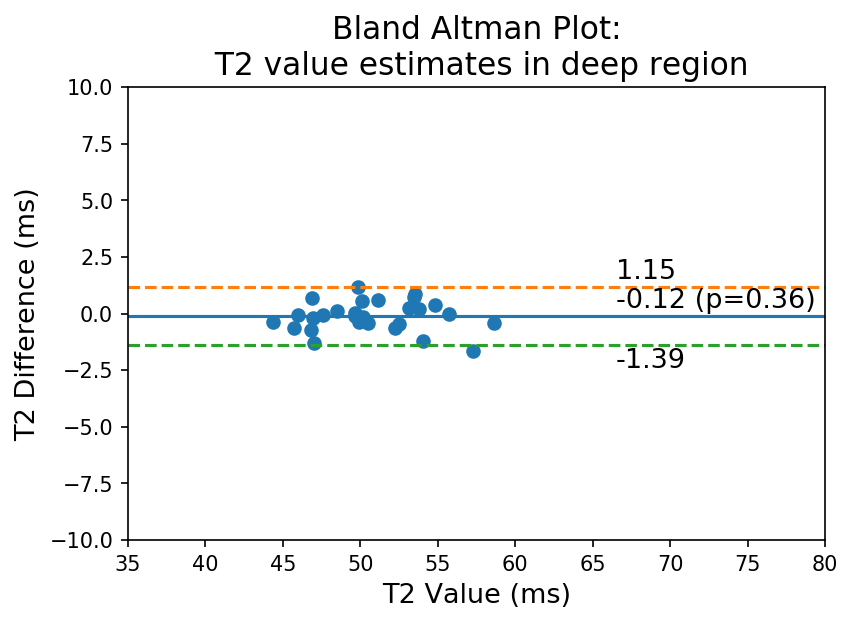 Bland Altman Plot:
T2 value estimates in deep region
10.0
7.5
5.0
2.5
0.0
−2.5
−5.0
−7.5
−10.0
T2 Difference (ms)
1.15
-0.12 (p=0.36)
-1.39
35 40 45 50 55 60 65 70 75 80
T2 Value (ms)